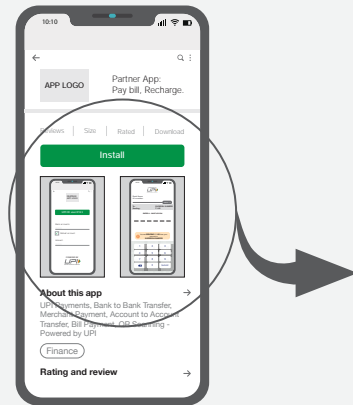 10:10
APP LOGO
Partner App:
Pay bill, Recharge.
Reviews
Size
Rated
Download
Install
UPI
About this app
UPI Payments, Bank to Bank Transfer,
Merchant Payment, Account to Account
Transfer, Bill Payment, QR Scanning -
Powered by UPI
Finance
Rating and review